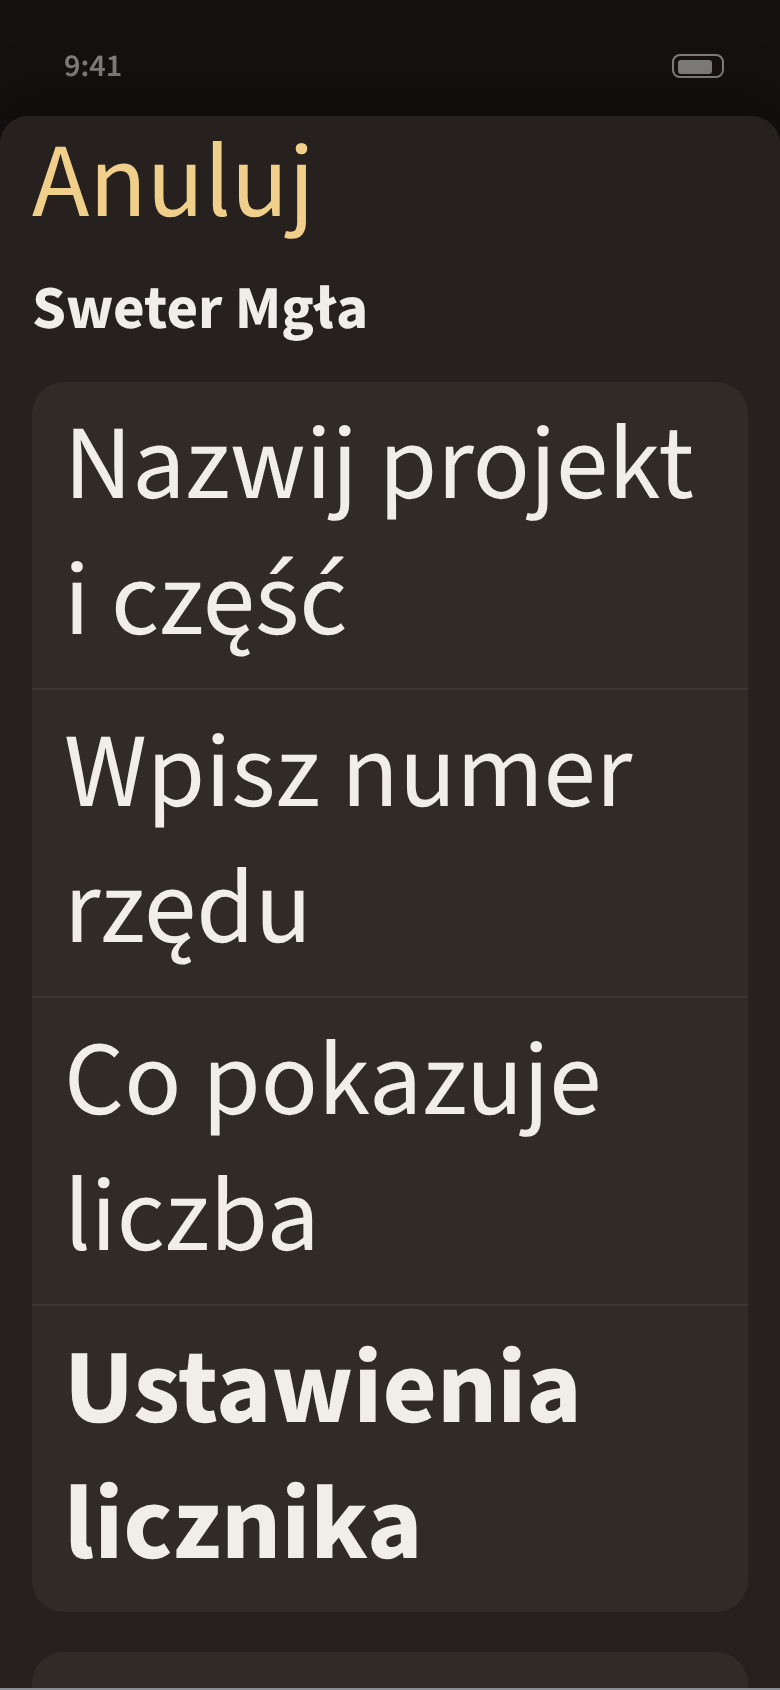 9:41
Anuluj
Sweter Mgła
Nazwij projekt
i część
Wpisz numer
rzędu
Co pokazuje
liczba
Ustawienia
licznika